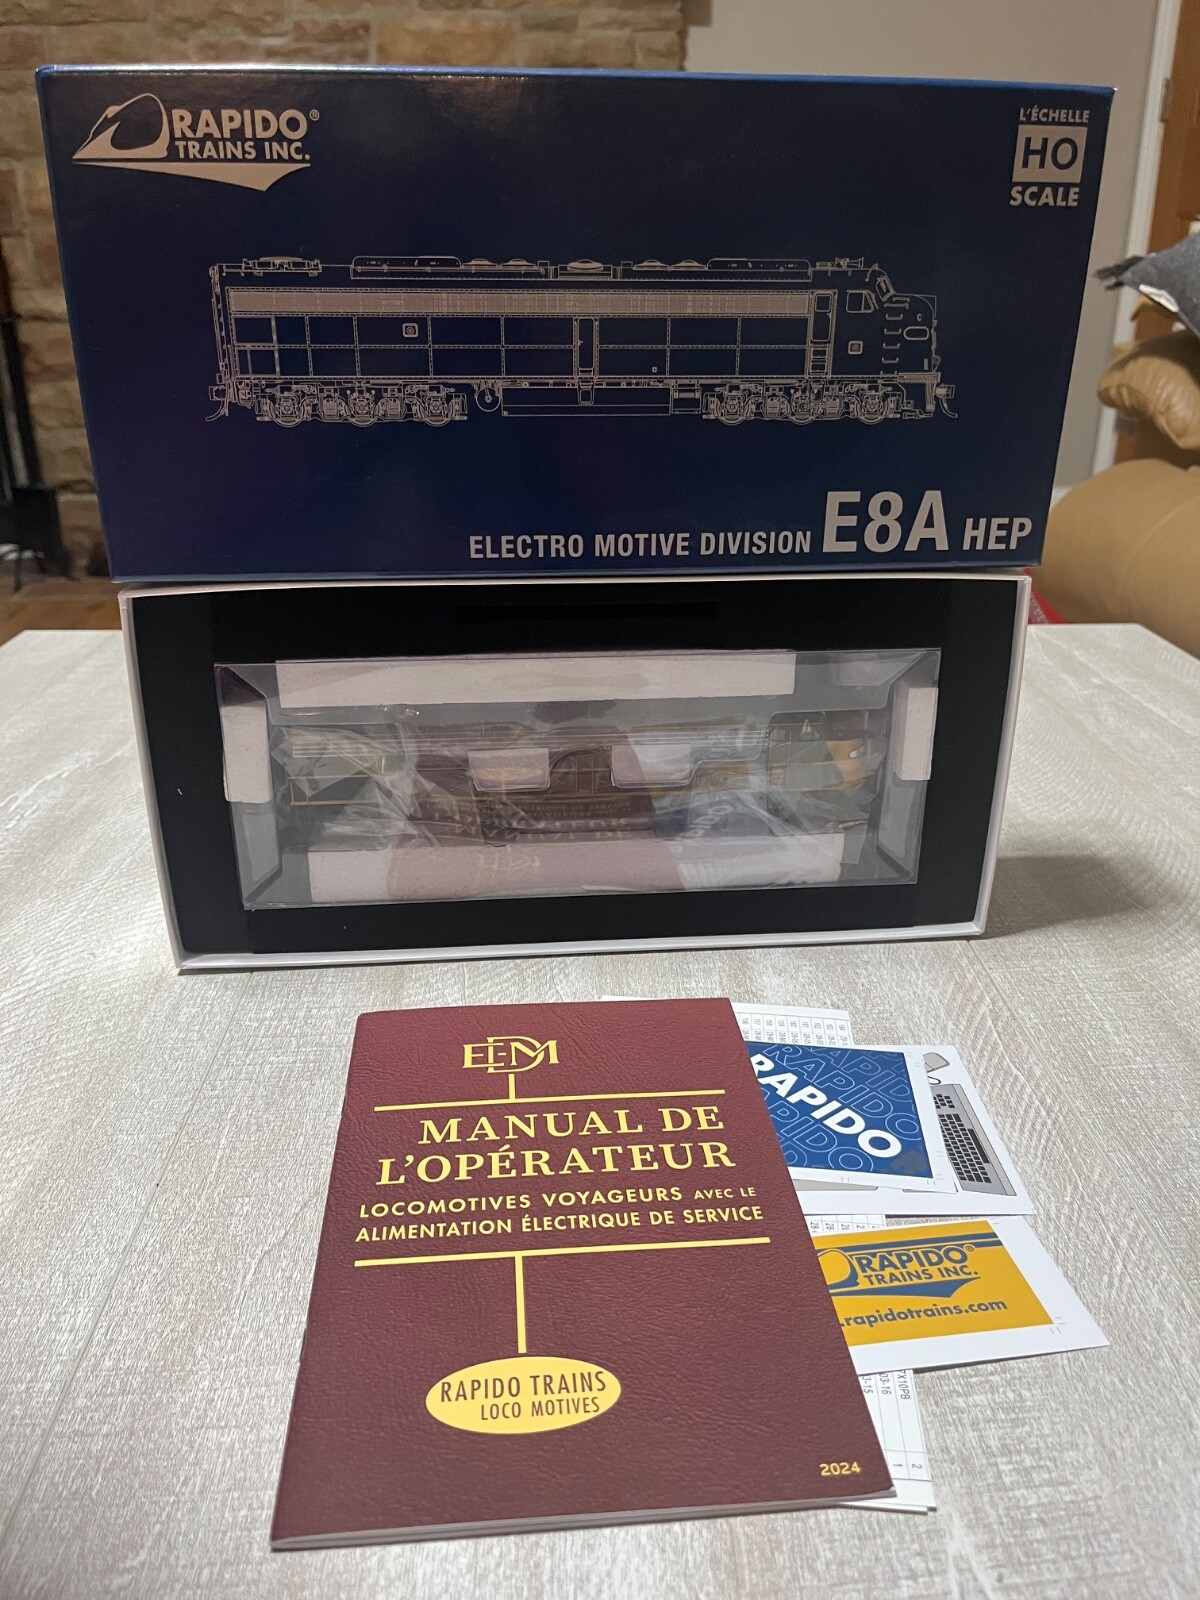 RAPIDO®
TRAINS INC.
L'ÉCHELLE
HO
SCALE
ELECTRO MOTIVE DIVISION E8A HEP
EDM
MANUAL DE
L'OPÉRATEUR
LOCOMOTIVES VOYAGEURS AVEC LE
ALIMENTATION ÉLECTRIQUE DE SERVICE
RAPIDO TRAINS
LOCO MOTIVES
2024
RAPIDO
RAPIDO
RAPIDO®
TRAINS INC.
.rapidotrains.com